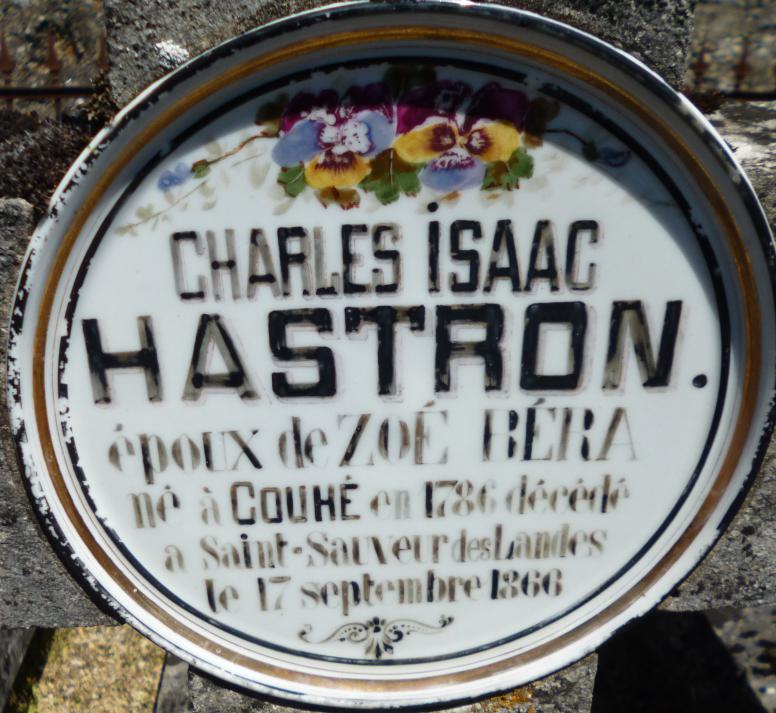 CHARLES ISAAC
HASTRON.
époux de ZOÉ BÉRA
né à COUHÉ en 1786 décédé
a Saint-Sauveur des Landes
le 17 septembre 1866